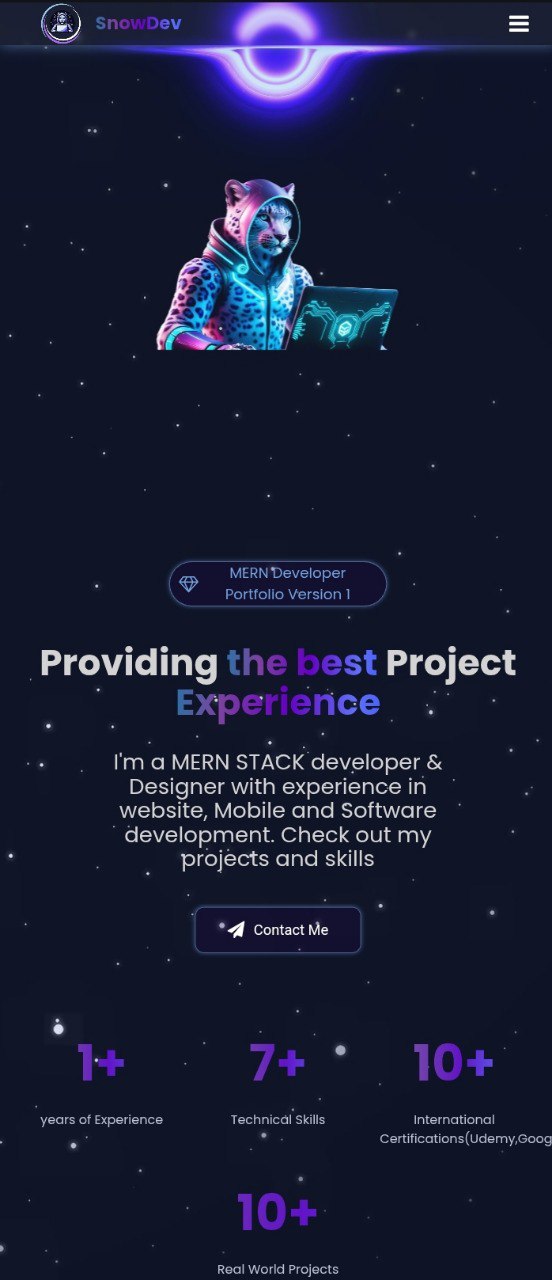 SnowDev
MERN Developer
Portfolio Version 1
Providing the best Project
Experience
I'm a MERN STACK developer &
Designer with experience in
website, Mobile and Software
development. Check out my
projects and skills
Contact Me
1+
7+
10+
years of Experience
Technical Skills
International
Certifications(Udemy,Goog
10+
Real World Projects